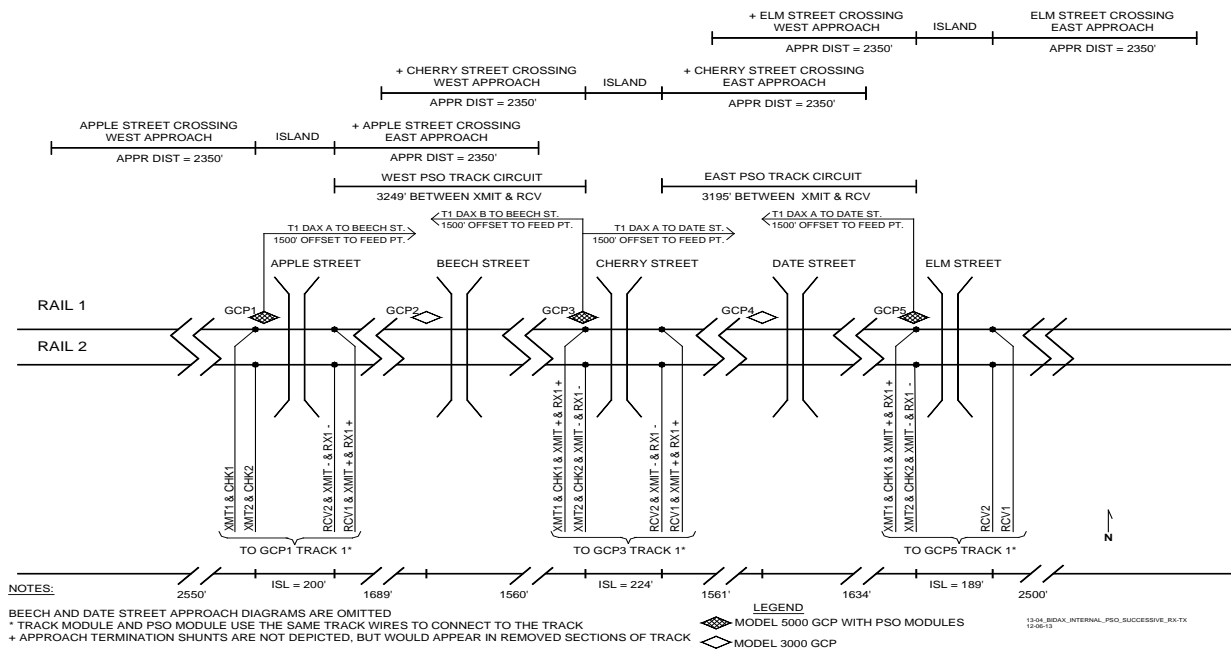 + ELM STREET CROSSING
WEST APPROACH
ISLAND
ELM STREET CROSSING
EAST APPROACH
APPR DIST = 2350'
APPR DIST = 2350'
+ CHERRY STREET CROSSING
WEST APPROACH
ISLAND
+ CHERRY STREET CROSSING
EAST APPROACH
APPR DIST = 2350'
APPR DIST = 2350'
APPLE STREET CROSSING
WEST APPROACH
ISLAND
+ APPLE STREET CROSSING
EAST APPROACH
APPR DIST = 2350'
APPR DIST = 2350'
WEST PSO TRACK CIRCUIT
3249' BETWEEN XMIT & RCV
EAST PSO TRACK CIRCUIT
3195' BETWEEN XMIT & RCV
T1 DAX A TO BEECH ST.
1500' OFFSET TO FEED PT.
T1 DAX B TO BEECH ST.
1500' OFFSET TO FEED PT.
T1 DAX A TO DATE ST.
1500' OFFSET TO FEED PT.
T1 DAX A TO DATE ST.
1500' OFFSET TO FEED PT.
APPLE STREET
BEECH STREET
CHERRY STREET
DATE STREET
ELM STREET
RAIL 1
GCP1
GCP2
GCP3
GCP4
GCP5
RAIL 2
XMT1 & CHK1
XMT2 & CHK2
RCV2 & XMIT - & RX1 -
RCV1 & XMIT + & RX1 +
XMT1 & CHK1 & XMIT + & RX1 +
XMT2 & CHK2 & XMIT - & RX1 -
RCV2 & XMIT - & RX1 -
RCV1 & XMIT + & RX1 +
XMT1 & CHK1 & XMIT + & RX1 +
XMT2 & CHK2 & XMIT - & RX1 -
RCV2
RCV1
TO GCP1 TRACK 1*
TO GCP3 TRACK 1*
TO GCP5 TRACK 1*
N
2550'
ISL = 200'
1689'
1560'
ISL = 224'
1561'
1634'
ISL = 189'
2500'
NOTES:
BEECH AND DATE STREET APPROACH DIAGRAMS ARE OMITTED
* TRACK MODULE AND PSO MODULE USE THE SAME TRACK WIRES TO CONNECT TO THE TRACK
+ APPROACH TERMINATION SHUNTS ARE NOT DEPICTED, BUT WOULD APPEAR IN REMOVED SECTIONS OF TRACK
LEGEND
MODEL 5000 GCP WITH PSO MODULES
MODEL 3000 GCP
13-04_BIDAX_INTERNAL_PSO_SUCCESSIVE_RX-TX
12-06-13